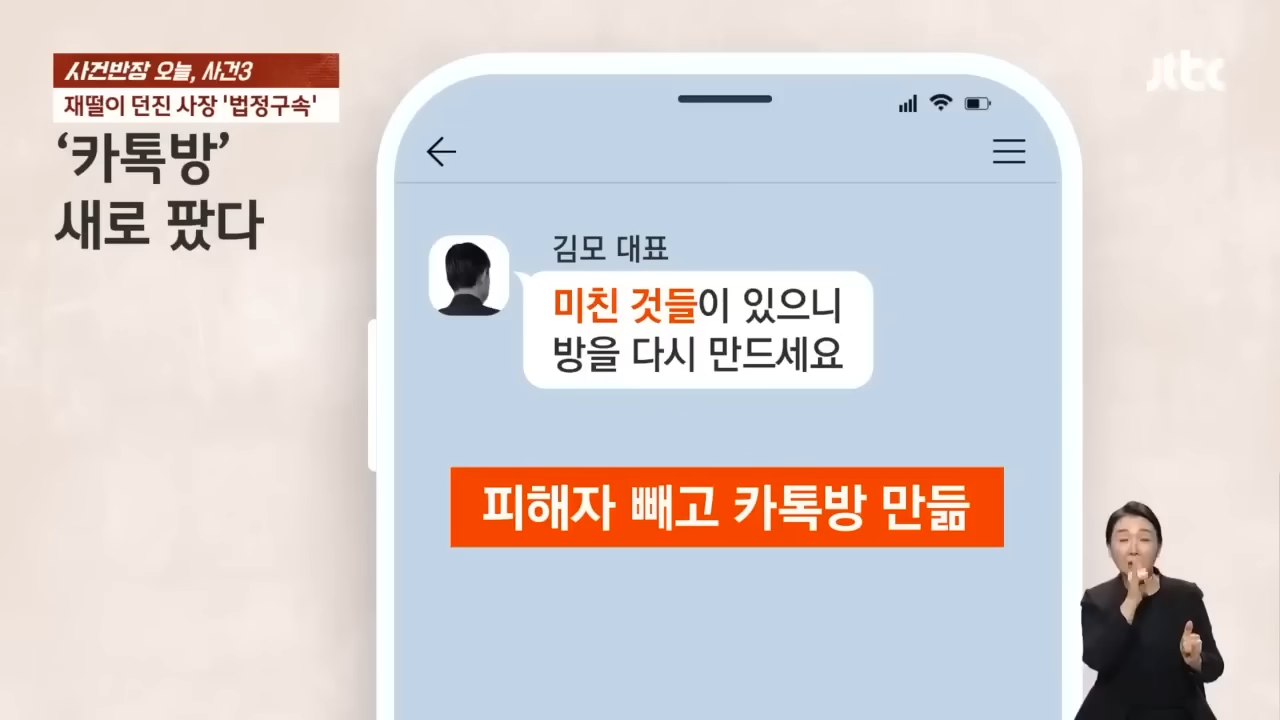 사건반장 오늘, 사건3
재떨이 던진 사장 '법정구속'
‘카톡방’
새로 팠다
jtbc
김모 대표
미친 것들이 있으니
방을 다시 만드세요
피해자 빼고 카톡방 만듦